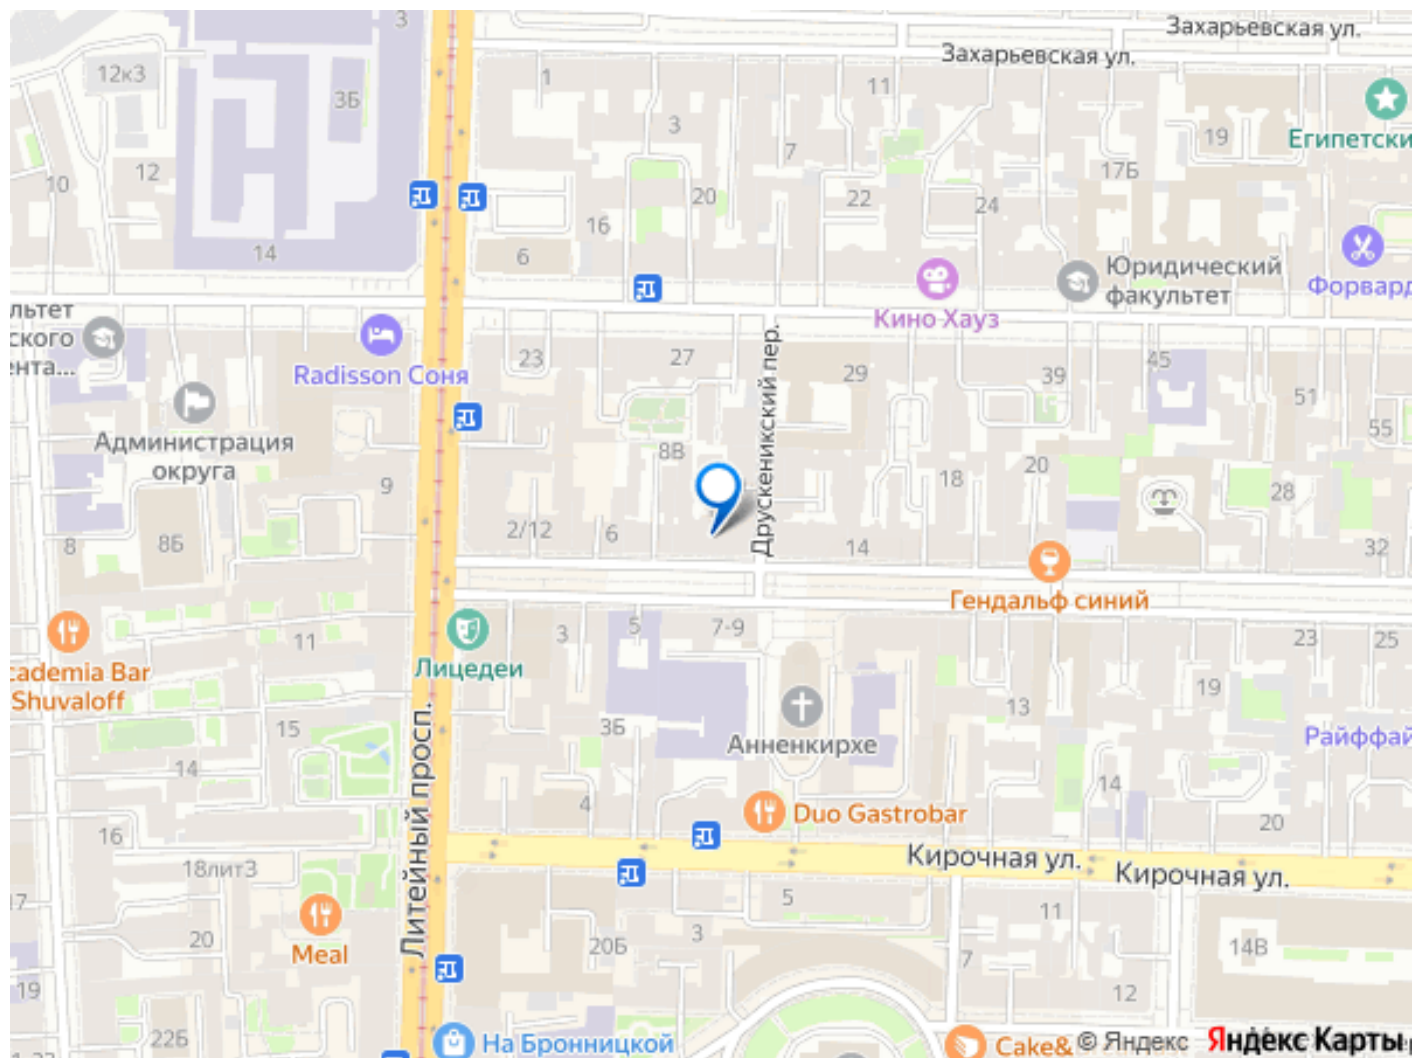 3
Захарьевская ул.
Захарьевская ул.
12к3
3Б
1
11
3
19
Египетски
12
10
7
17Б
20
22
24
16
14
6
Юридический
факультет
Форвард
Кино Хауз
льтет
ского
нта...
Radisson Соня
23
27
29
39
45
51
55
Друскеникский пер.
Администрация
округа
8В
9
18
20
28
2/12
6
14
32
8
8Б
Гендальф синий
11
3
5
7-9
23
25
Лицедеи
cademia Bar
Shuvaloff
19
13
15
3Б
Анненкирхе
Райффай
14
14
4
Duo Gastrobar
20
16
Литейный просп.
Кирочная ул.
Кирочная ул.
18лит3
5
17
11
Meal
20
20Б
3
7
14В
19
12
22Б
На Бронницкой
Cake&
© Яндекс
Яндекс Карты